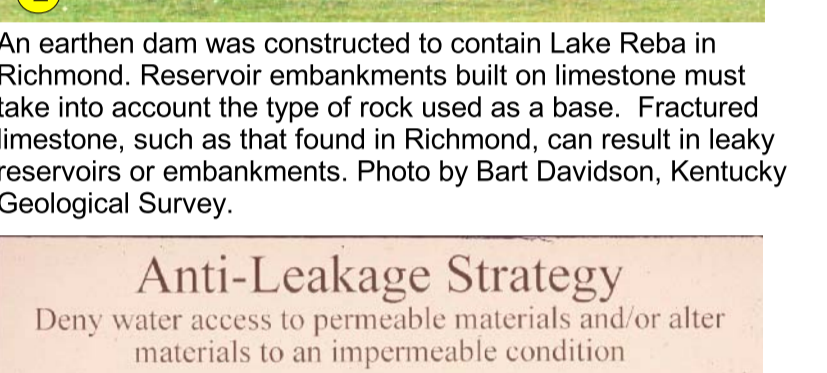 An earthen dam was constructed to contain Lake Reba in
Richmond. Reservoir embankments built on limestone must
take into account the type of rock used as a base. Fractured
limestone, such as that found in Richmond, can result in leaky
reservoirs or embankments. Photo by Bart Davidson, Kentucky
Geological Survey.
Anti-Leakage Strategy
Deny water access to permeable materials and/or alter
materials to an impermeable condition